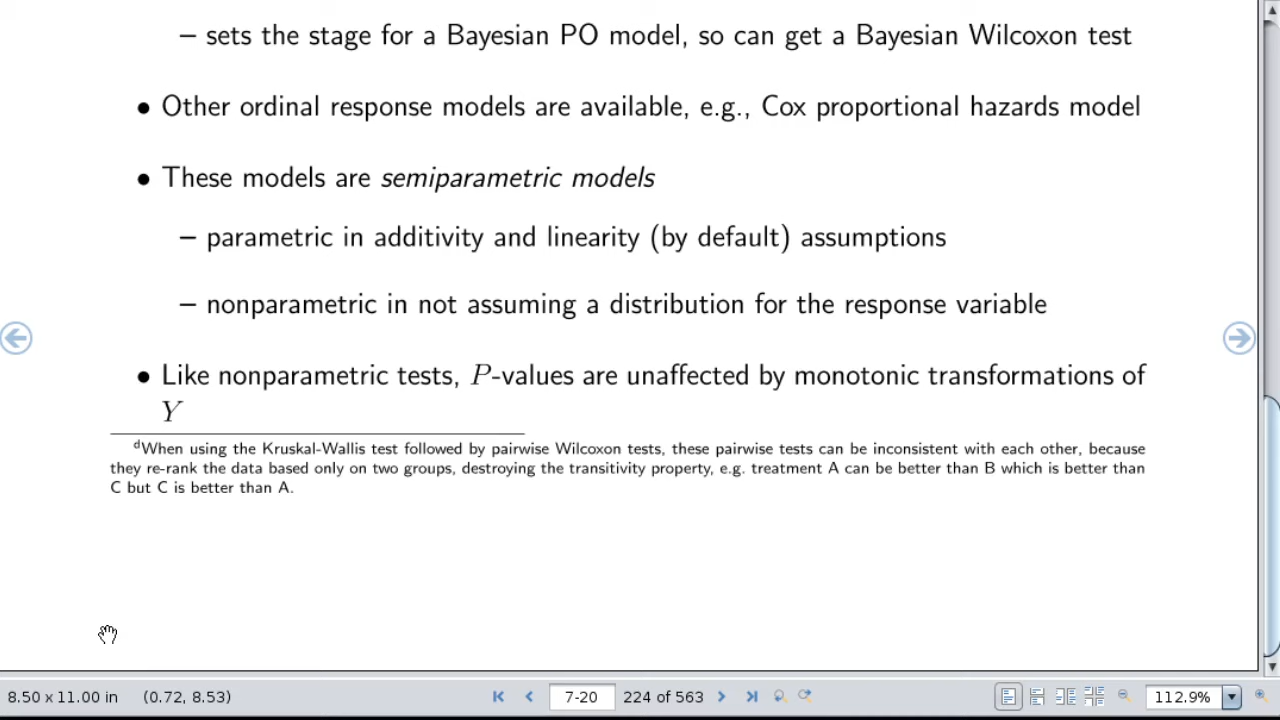 – sets the stage for a Bayesian PO model, so can get a Bayesian Wilcoxon test
• Other ordinal response models are available, e.g., Cox proportional hazards model
• These models are semiparametric models
– parametric in additivity and linearity (by default) assumptions
– nonparametric in not assuming a distribution for the response variable
• Like nonparametric tests, P-values are unaffected by monotonic transformations of
Y
dWhen using the Kruskal-Wallis test followed by pairwise Wilcoxon tests, these pairwise tests can be inconsistent with each other, because
they re-rank the data based only on two groups, destroying the transitivity property, e.g. treatment A can be better than B which is better than
C but C is better than A.
8.50 x 11.00 in (0.72, 8.53) 7-20 224 of 563 112.9%